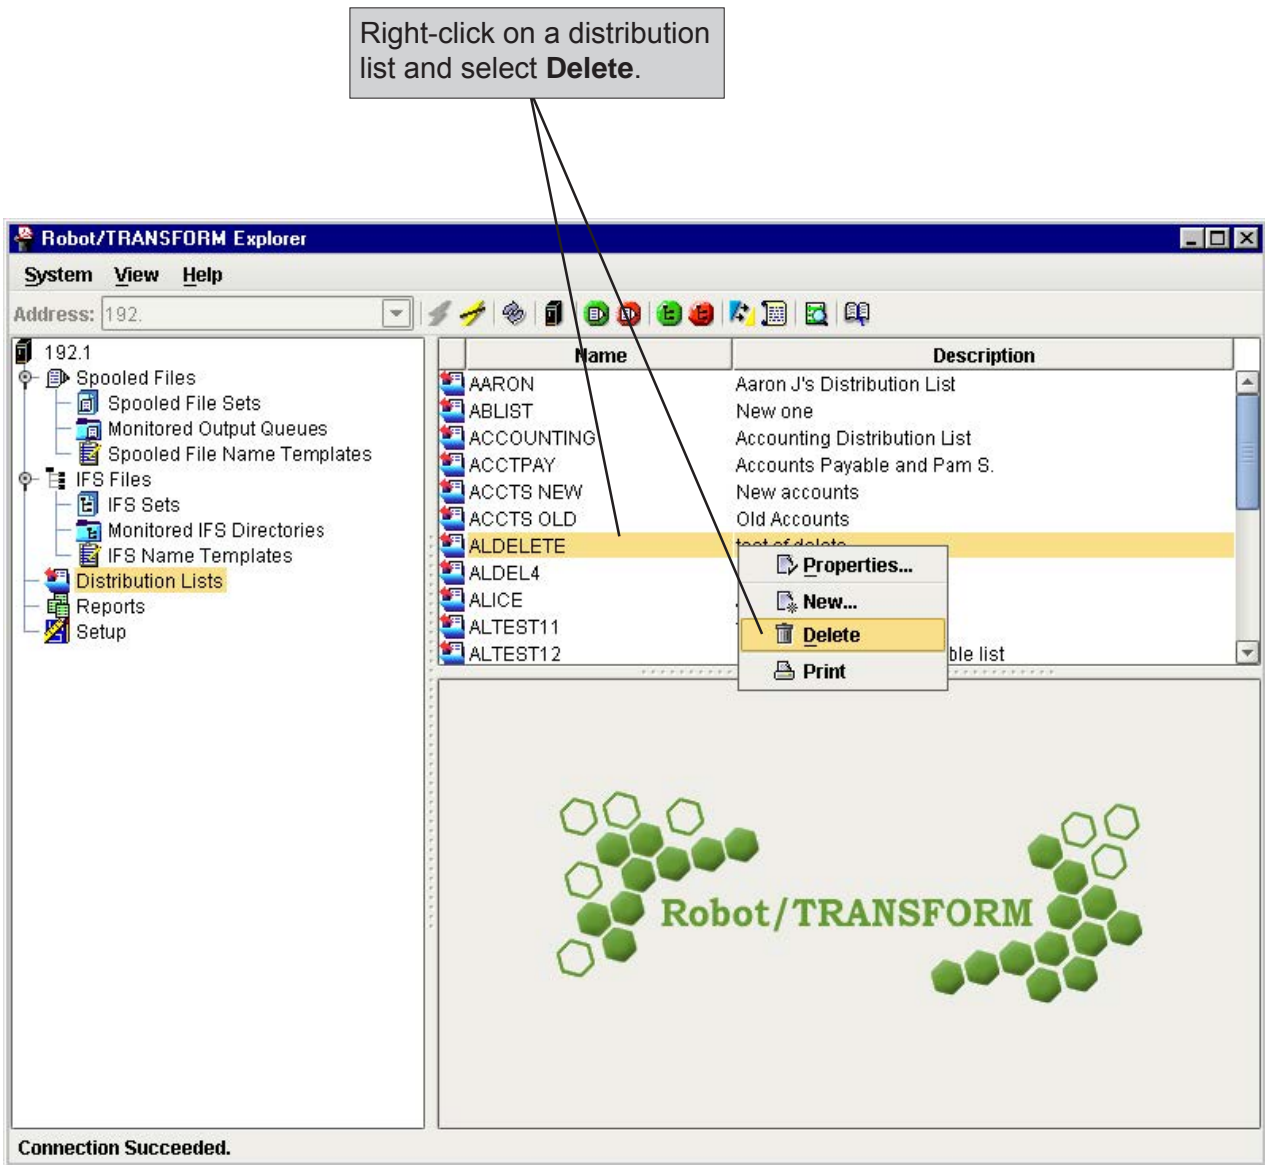 Right-click on a distribution
list and select Delete.
Robot/TRANSFORM Explorer
System View Help
Address: 192.
192.1
Spooled Files
Spooled File Sets
Monitored Output Queues
Spooled File Name Templates
IFS Files
IFS Sets
Monitored IFS Directories
IFS Name Templates
Distribution Lists
Reports
Setup
Name Description
AARON Aaron J's Distribution List
ABLIST New one
ACCOUNTING Accounting Distribution List
ACCTPAY Accounts Payable and Pam S.
ACCTS NEW New accounts
ACCTS OLD Old Accounts
ALDELETE test of delete
ALDEL4
ALICE
ALTEST11
ALTEST12 ble list
Properties...
New...
Delete
Print
Robot/TRANSFORM
Connection Succeeded.